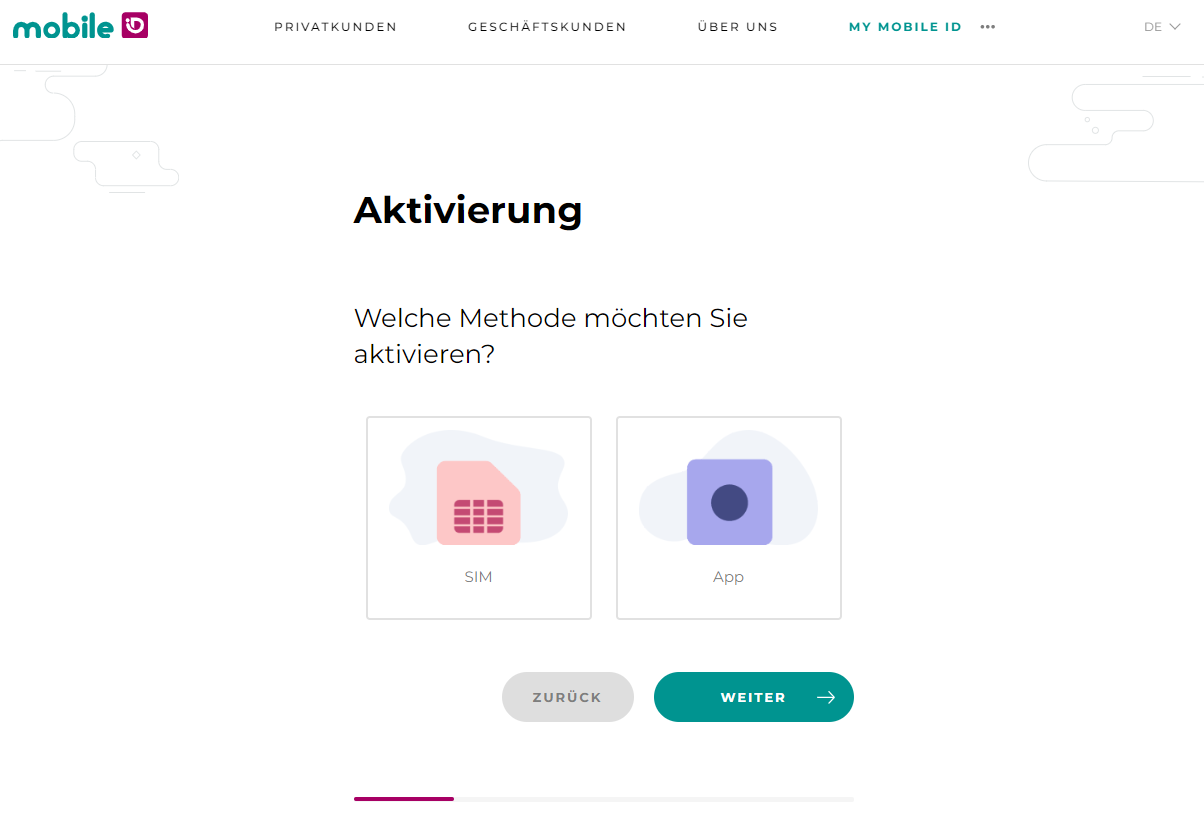 mobile iD
PRIVATKUNDEN
GESCHÄFTSKUNDEN
ÜBER UNS
MY MOBILE ID
DE
Aktivierung
Welche Methode möchten Sie
aktivieren?
SIM
App
ZURÜCK
WEITER